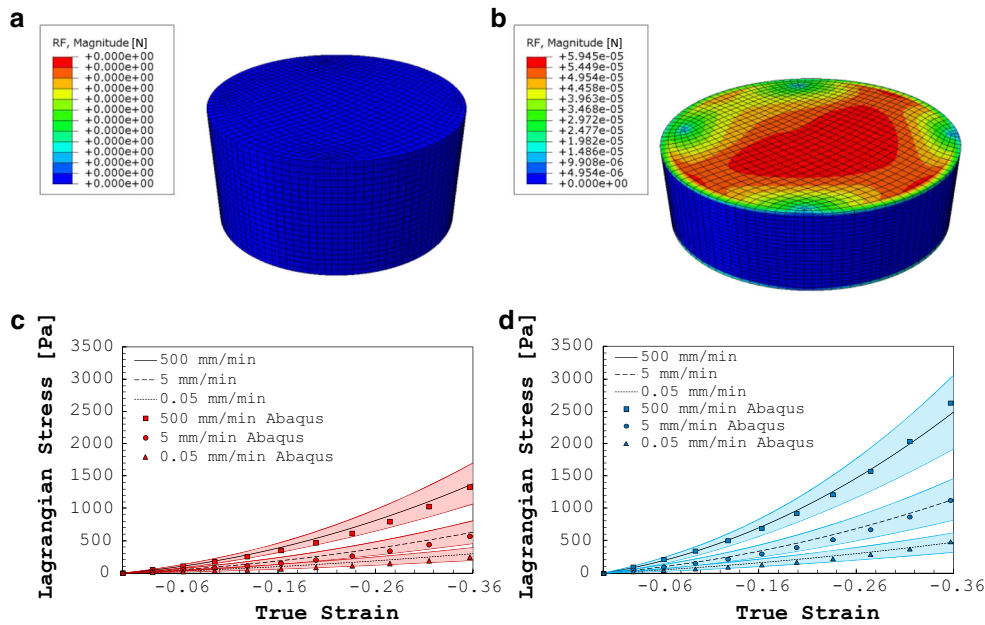 a
RF, Magnitude [N]
+0.000e+00
+0.000e+00
+0.000e+00
+0.000e+00
+0.000e+00
+0.000e+00
+0.000e+00
+0.000e+00
+0.000e+00
+0.000e+00
+0.000e+00
+0.000e+00
+0.000e+00
b
RF, Magnitude [N]
+5.945e-05
+5.449e-05
+4.954e-05
+4.458e-05
+3.963e-05
+3.468e-05
+2.972e-05
+2.477e-05
+1.982e-05
+1.486e-05
+9.908e-06
+4.954e-06
+0.000e+00
c
Lagrangian Stress [Pa]
3500
3000
2500
2000
1500
1000
500
0
500 mm/min
5 mm/min
0.05 mm/min
500 mm/min Abaqus
5 mm/min Abaqus
0.05 mm/min Abaqus
-0.06
-0.16
-0.26
-0.36
True Strain
d
Lagrangian Stress [Pa]
3500
3000
2500
2000
1500
1000
500
0
500 mm/min
5 mm/min
0.05 mm/min
500 mm/min Abaqus
5 mm/min Abaqus
0.05 mm/min Abaqus
-0.06
-0.16
-0.26
-0.36
True Strain